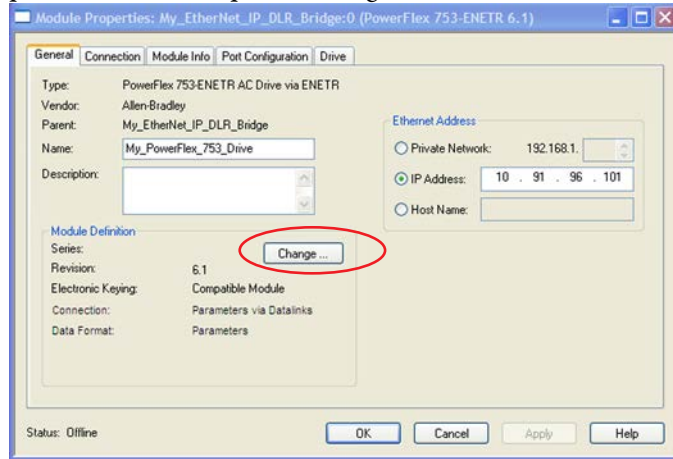 Module Properties: My_EtherNet_IP_DLR_Bridge:0 (PowerFlex 753-ENETR 6.1)
General Connection Module Info Port Configuration Drive
Type: PowerFlex 753-ENETR AC Drive via ENETR
Vendor: Allen-Bradley
Parent: My_EtherNet_IP_DLR_Bridge
Name: My_PowerFlex_753_Drive
Description:
Ethernet Address
Private Network: 192.168.1.
IP Address: 10 . 91 . 96 . 101
Host Name:
Module Definition
Series:
Change ...
Revision: 6.1
Electronic Keying: Compatible Module
Connection: Parameters via Datalinks
Data Format: Parameters
Status: Offline
OK Cancel Apply Help